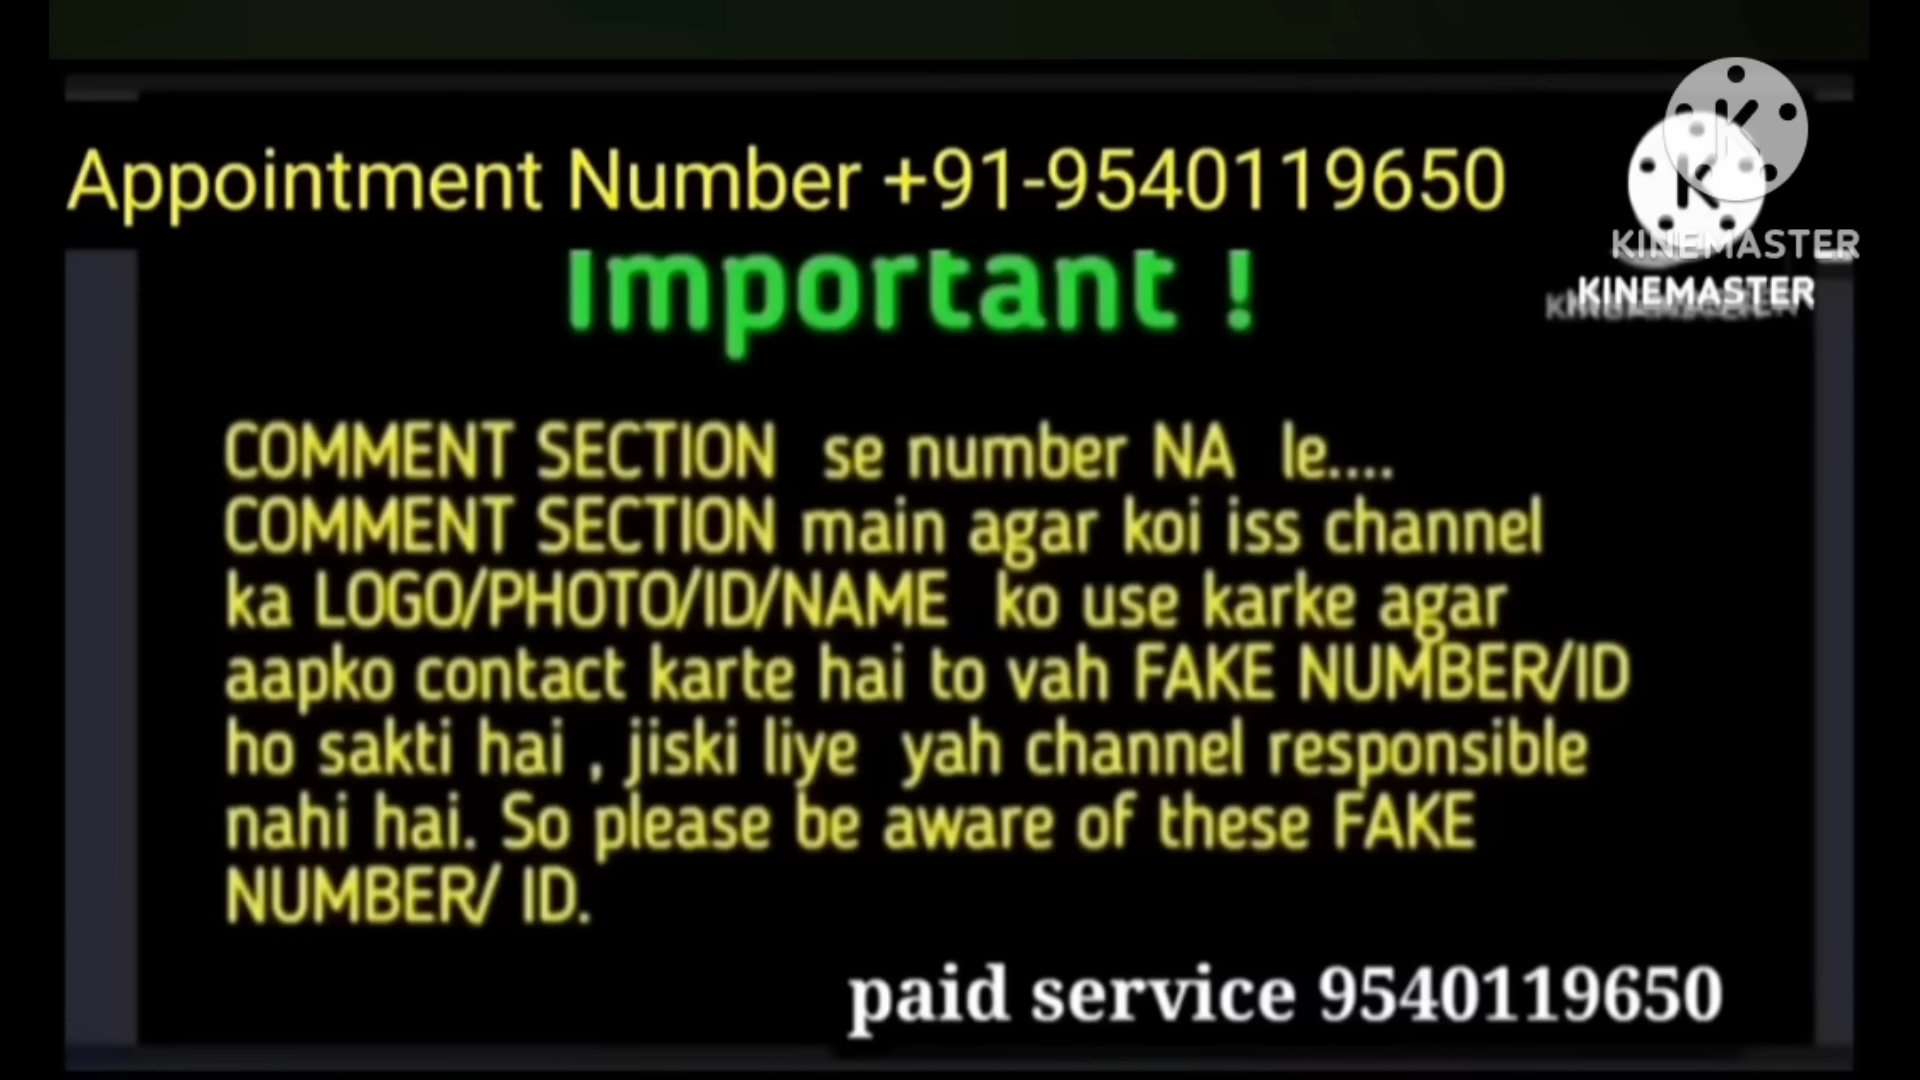 Appointment Number +91-9540119650
KINEMASTER
KINEMASTER
Important !
COMMENT SECTION se number NA le....
COMMENT SECTION main agar koi iss channel
ka LOGO/PHOTO/ID/NAME ko use karke agar
aapko contact karte hai to vah FAKE NUMBER/ID
ho sakti hai , jiski liye yah channel responsible
nahi hai. So please be aware of these FAKE
NUMBER/ ID.
paid service 9540119650